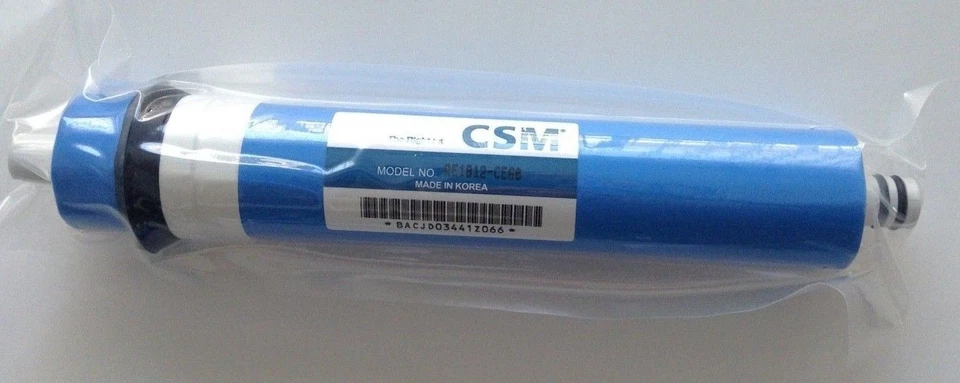 CSM®
MODEL NO.
MADE IN KOREA
*BACJD03441Z066*